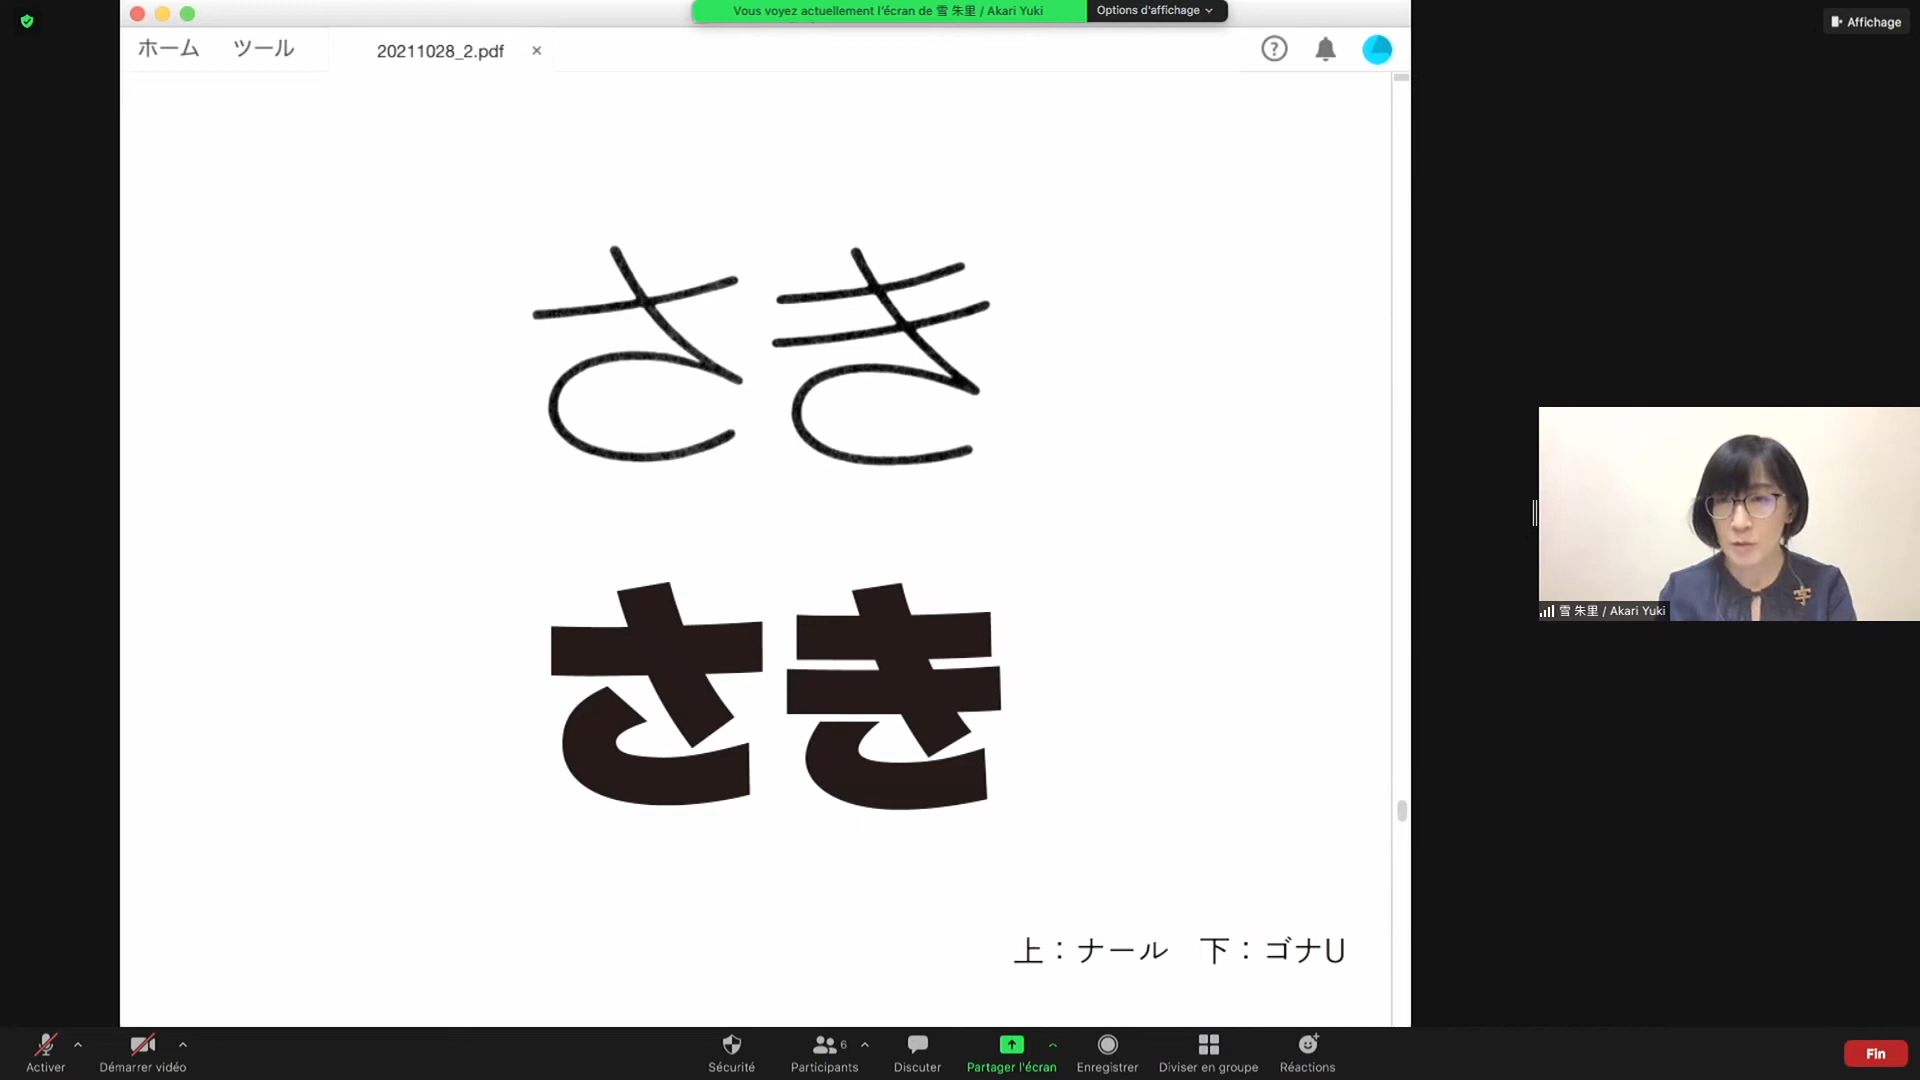 Vous voyez actuellement l'écran de 雪 朱里 / Akari Yuki
Options d'affichage
Affichage
ホーム
ツール
20211028_2.pdf
さき
さき
上：ナール　下：ゴナU
雪 朱里 / Akari Yuki
字
Activer
Démarrer vidéo
Sécurité
Participants
6
Discuter
Partager l'écran
Enregistrer
Diviser en groupe
Réactions
Fin